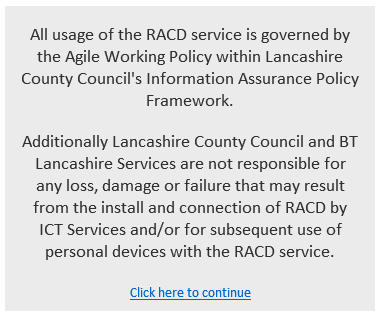 All usage of the RACD service is governed by
the Agile Working Policy within Lancashire
County Council's Information Assurance Policy
Framework.
Additionally Lancashire County Council and BT
Lancashire Services are not responsible for
any loss, damage or failure that may result
from the install and connection of RACD by
ICT Services and/or for subsequent use of
personal devices with the RACD service.
Click here to continue